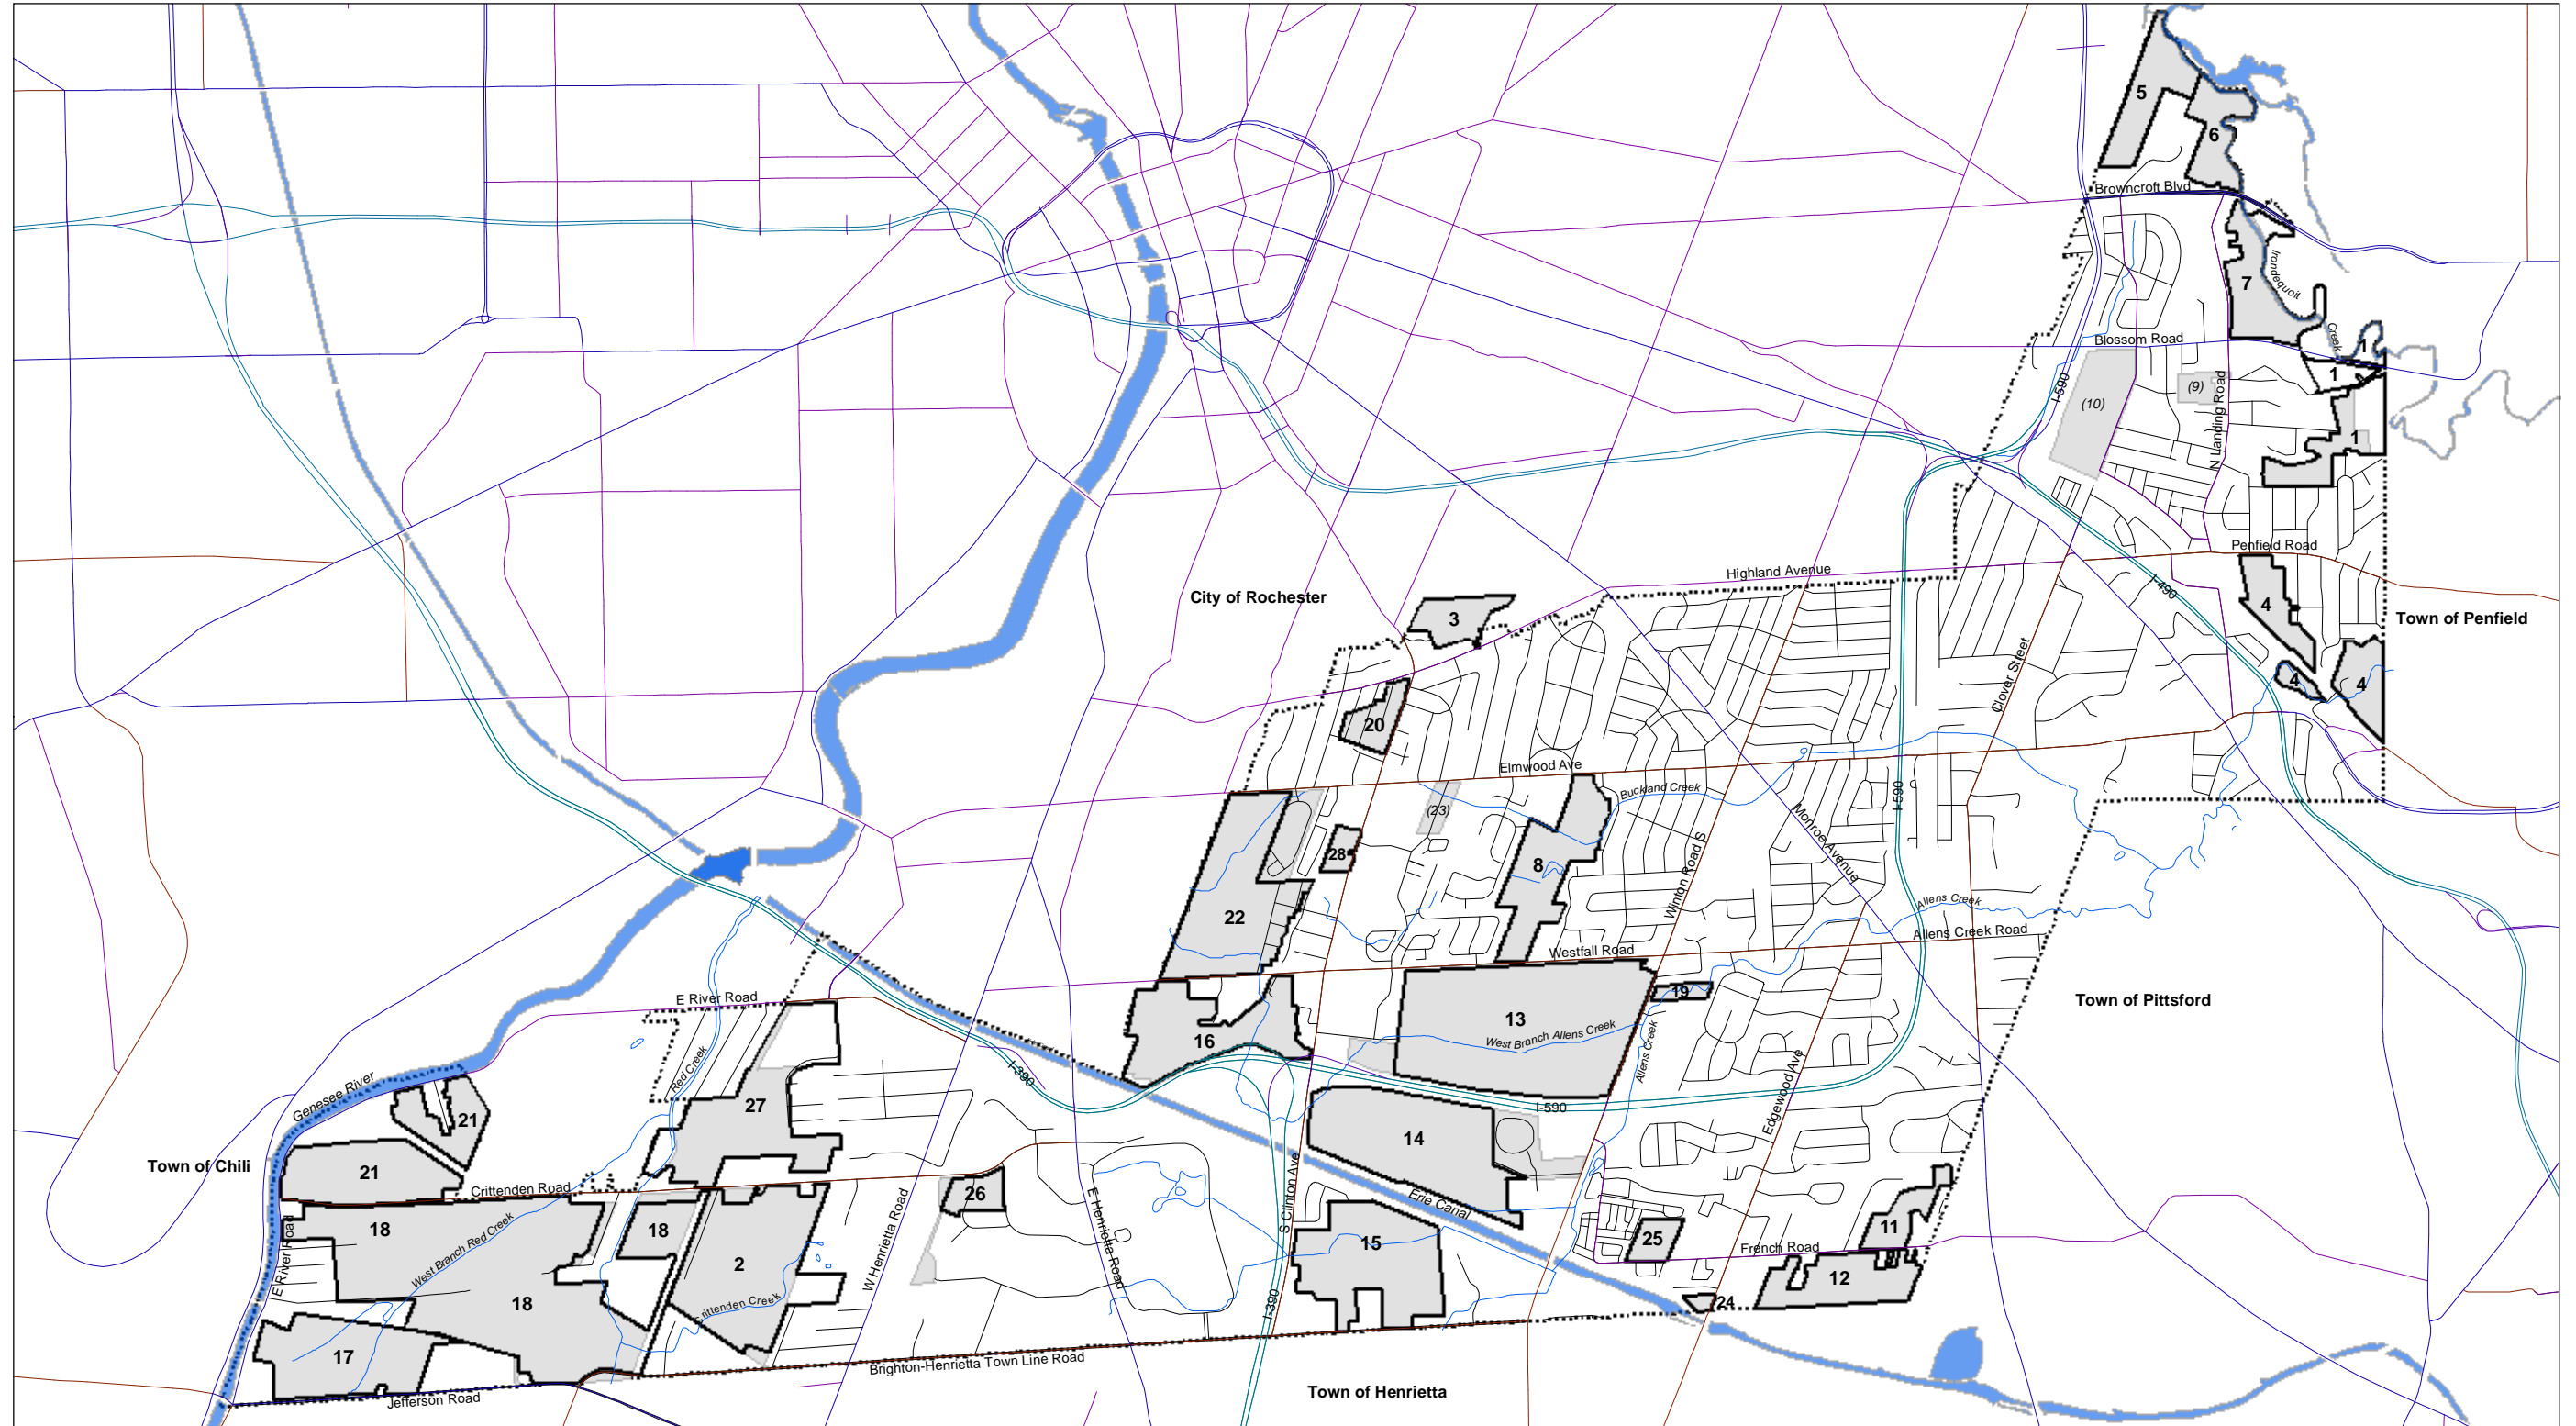 5
6
Browncroft Blvd
7
Irondequoit
Creek
I-590
Blossom Road
1
1
(9)
(10)
N Landing Road
1
Penfield Road
Highland Avenue
I-490
City of Rochester
3
4
Town of Penfield
Clover Street
4
4
20
Elmwood Ave
Buckland Creek
(23)
I-590
Monroe Avenue
28
8
Winton Road S
22
Allens Creek
Allens Creek Road
Westfall Road
E River Road
19
Town of Pittsford
13
West Branch Allens Creek
16
Allens Creek
Red Creek
I-390
Genesee River
27
I-590
Edgewood Ave
21
14
Town of Chili
21
Crittenden Road
26
S Clinton Ave
Erie Canal
18
18
West Branch Red Creek
E River Road
W Henrietta Road
E Henrietta Road
15
25
11
French Road
2
12
18
rittenden Creek
I-390
24
17
Brighton-Henrietta Town Line Road
Jefferson Road
Town of Henrietta